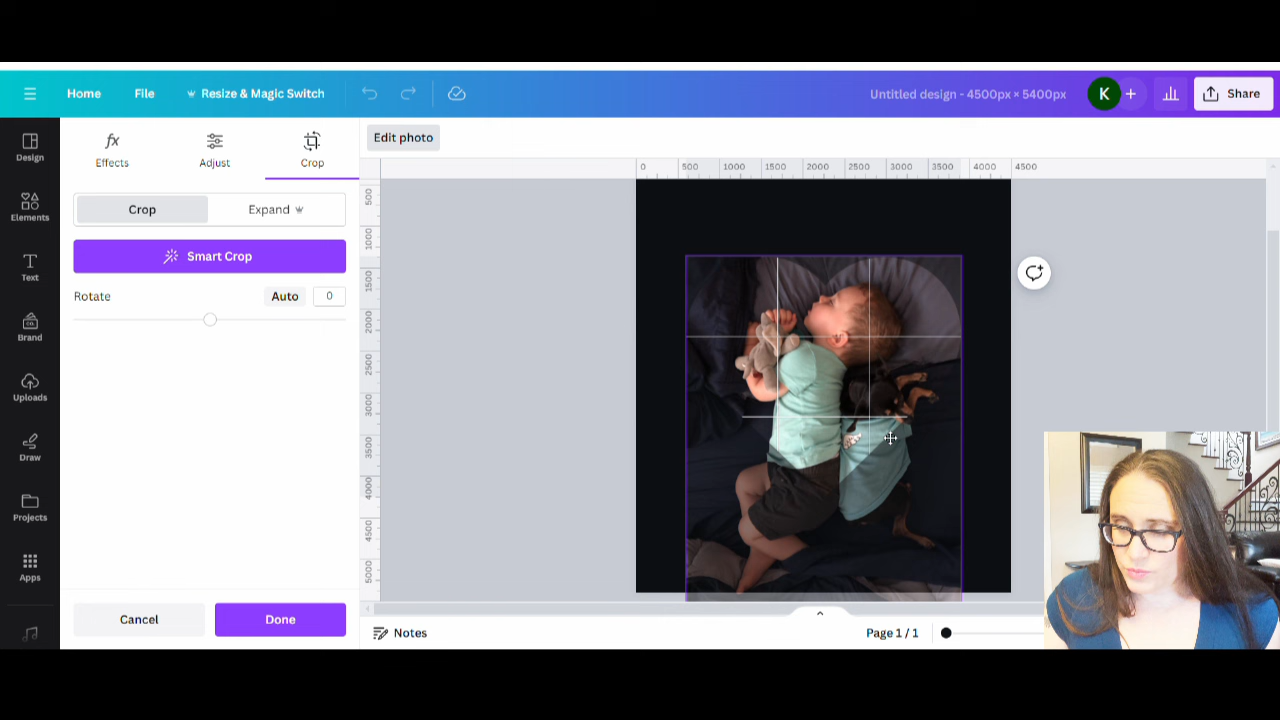 Home File Resize & Magic Switch Untitled design - 4500px × 5400px K + Share
Design
Elements
Text
Brand
Uploads
Draw
Projects
Apps
fx Effects Adjust Crop
Crop Expand
Smart Crop
Rotate Auto 0
Cancel Done
Edit photo
0 500 1000 1500 2000 2500 3000 3500 4000 4500
500
1000
1500
2000
2500
3000
3500
4000
4500
5000
Notes Page 1 / 1